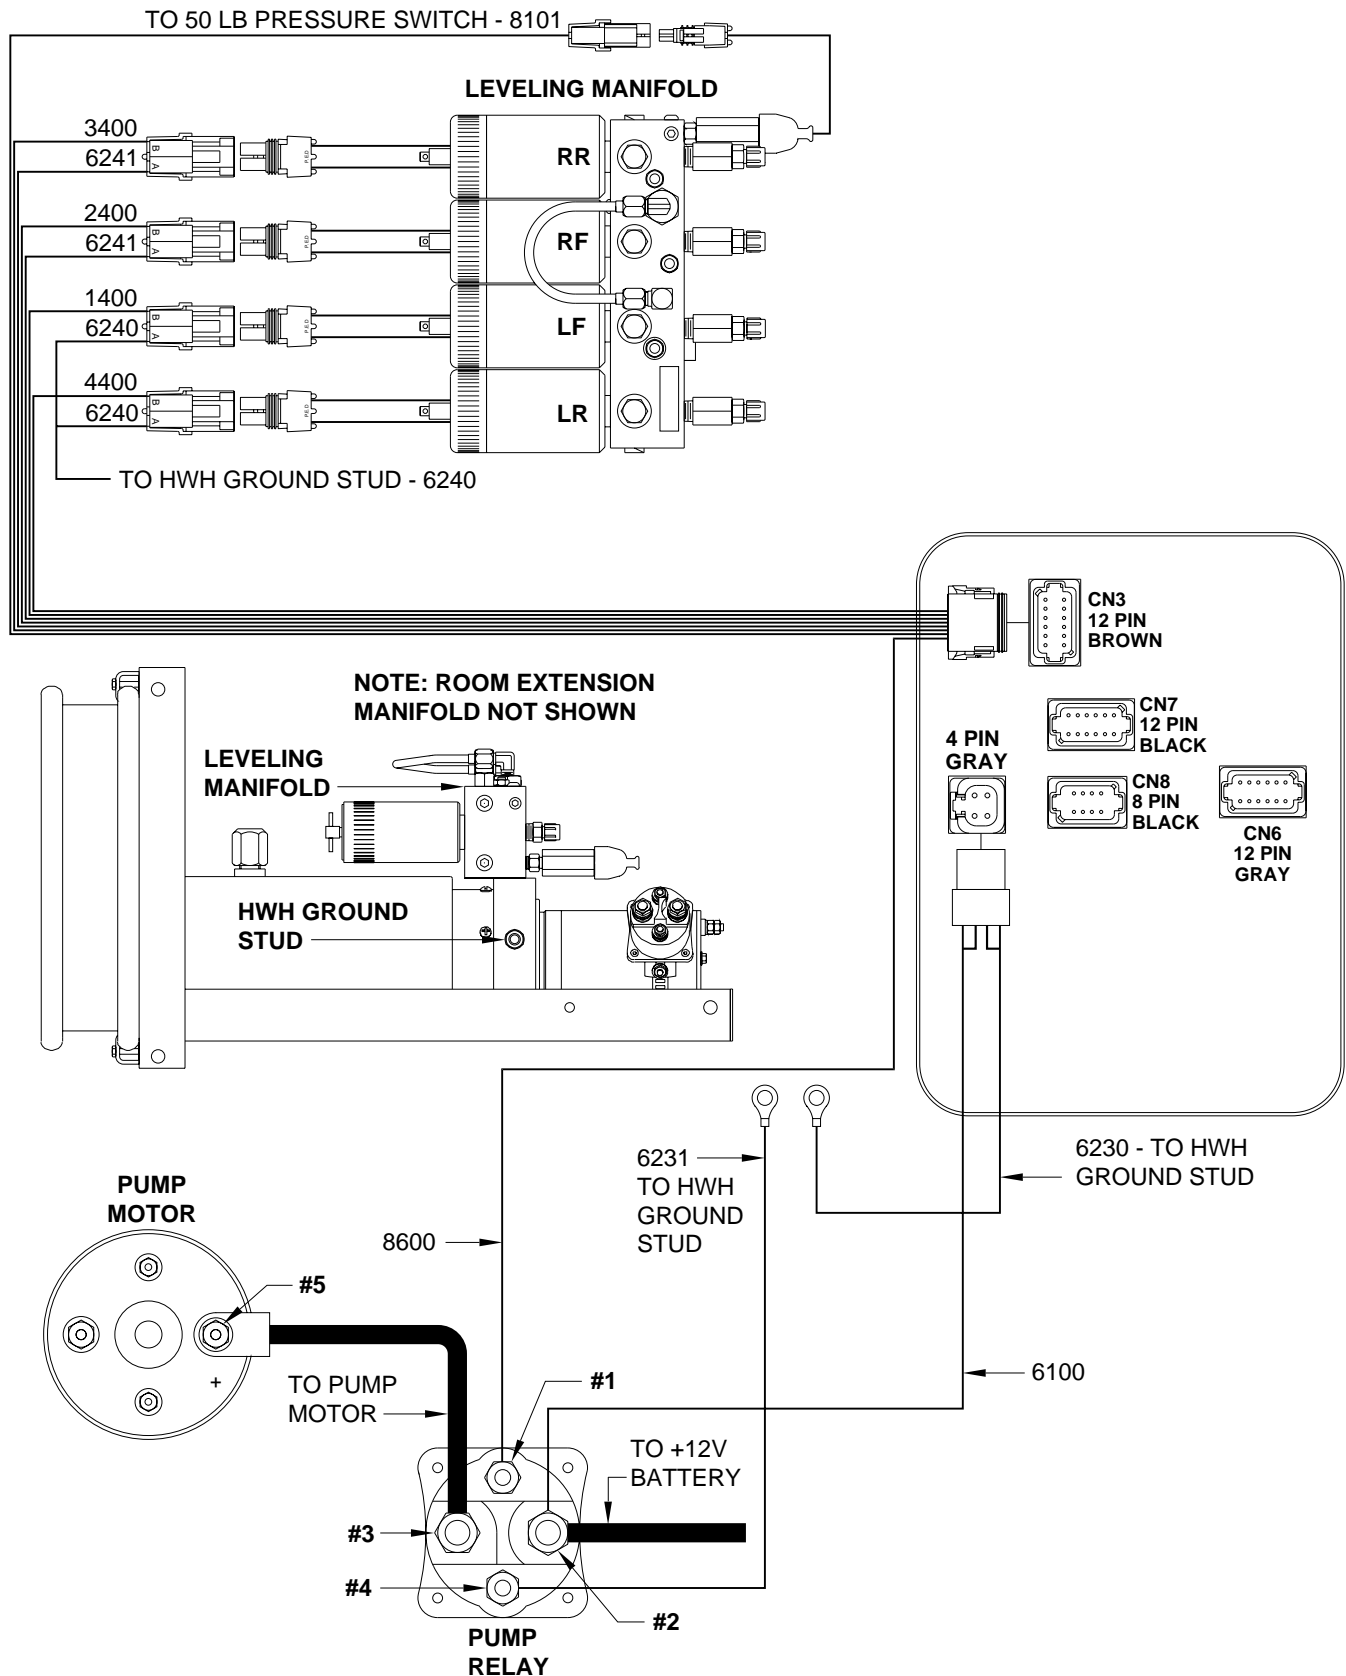 TO 50 LB PRESSURE SWITCH - 8101
LEVELING MANIFOLD
3400
6241
B
A
P.E.D.
RR
2400
6241
B
A
P.E.D.
RF
1400
6240
B
A
P.E.D.
LF
4400
6240
B
A
P.E.D.
LR
TO HWH GROUND STUD - 6240
CN3
12 PIN
BROWN
CN7
12 PIN
BLACK
4 PIN
GRAY
CN8
8 PIN
BLACK
CN6
12 PIN
GRAY
NOTE: ROOM EXTENSION
MANIFOLD NOT SHOWN
LEVELING
MANIFOLD
HWH GROUND
STUD
6231
TO HWH
GROUND
STUD
6230 - TO HWH
GROUND STUD
PUMP
MOTOR
8600
#5
+
6100
TO PUMP
MOTOR
#1
TO +12V
BATTERY
#3
#4
#2
PUMP
RELAY